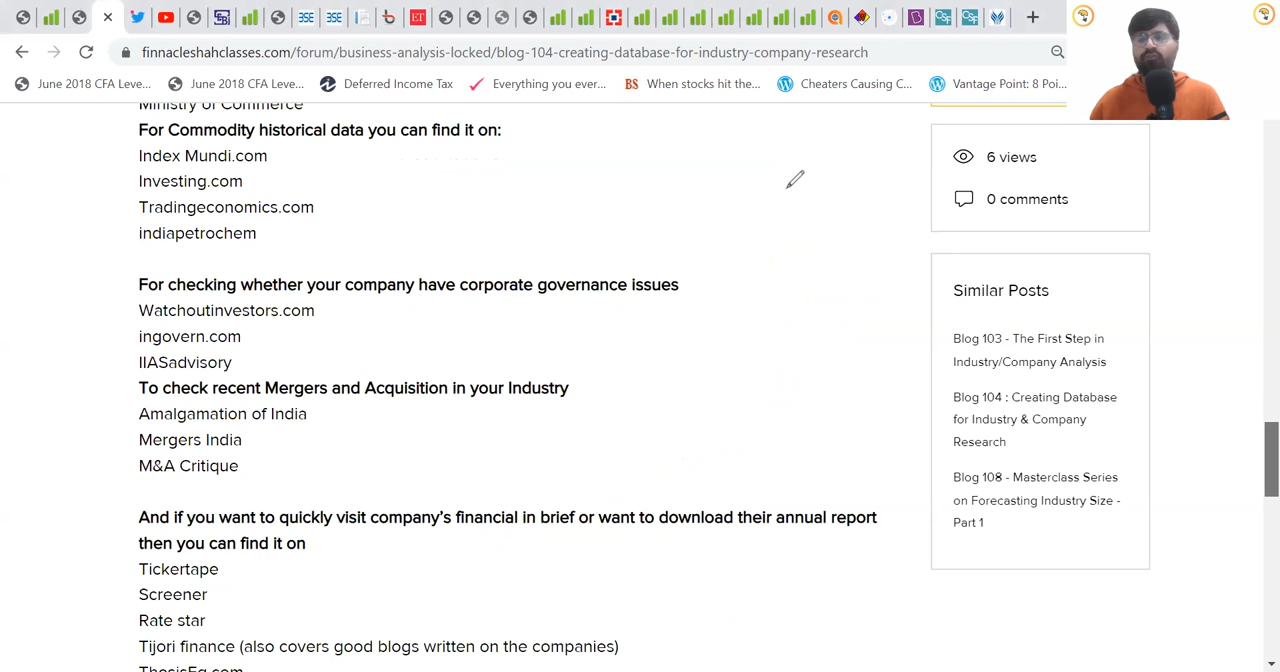 finnacleshahclasses.com/forum/business-analysis-locked/blog-104-creating-database-for-industry-company-research
June 2018 CFA Leve...
June 2018 CFA Leve...
Deferred Income Tax
Everything you ever...
BS When stocks hit the...
Cheaters Causing C...
Vantage Point: 8 Poi...
Ministry of Commerce
For Commodity historical data you can find it on:
Index Mundi.com
Investing.com
Tradingeconomics.com
indiapetrochem
For checking whether your company have corporate governance issues
Watchoutinvestors.com
ingovern.com
IIASadvisory
To check recent Mergers and Acquisition in your Industry
Amalgamation of India
Mergers India
M&A Critique
And if you want to quickly visit company's financial in brief or want to download their annual report
then you can find it on
Tickertape
Screener
Rate star
Tijori finance (also covers good blogs written on the companies)
ThesisEq.com
6 views
0 comments
Similar Posts
Blog 103 - The First Step in
Industry/Company Analysis
Blog 104 : Creating Database
for Industry & Company
Research
Blog 108 - Masterclass Series
on Forecasting Industry Size -
Part 1